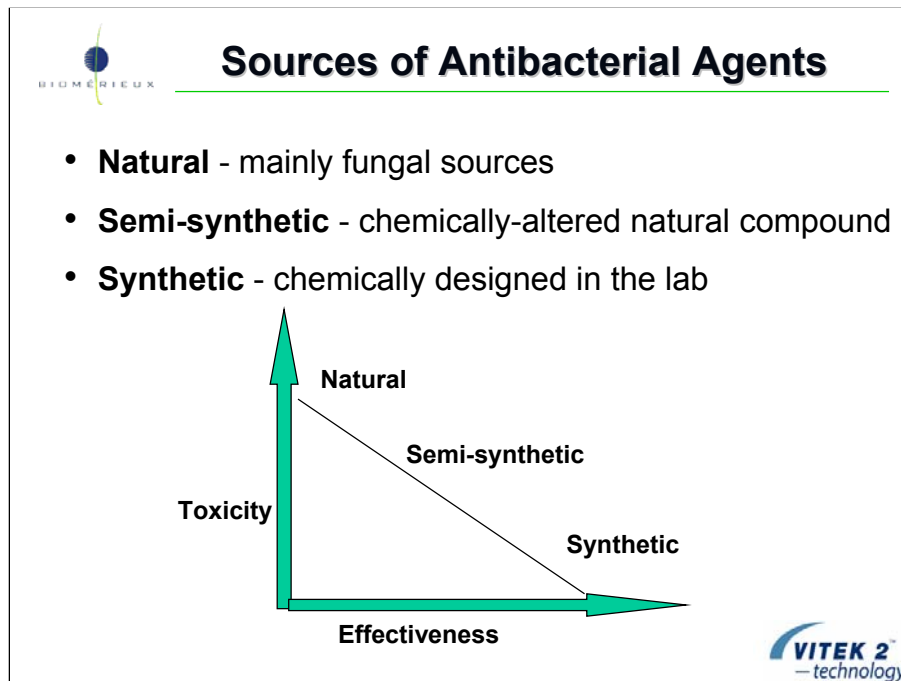 BIOMÉRIEUX
Sources of Antibacterial Agents
• Natural - mainly fungal sources
• Semi-synthetic - chemically-altered natural compound
• Synthetic - chemically designed in the lab
Natural
Semi-synthetic
Toxicity
Synthetic
Effectiveness
VITEK 2™
— technology